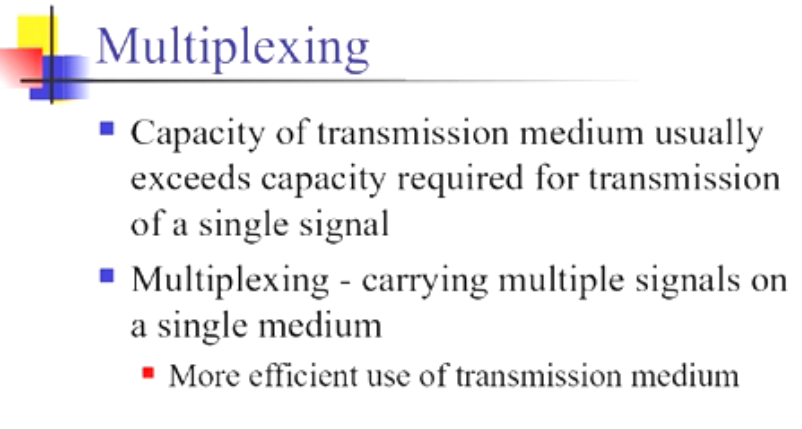 Multiplexing
Capacity of transmission medium usually
exceeds capacity required for transmission
of a single signal
Multiplexing - carrying multiple signals on
a single medium
More efficient use of transmission medium